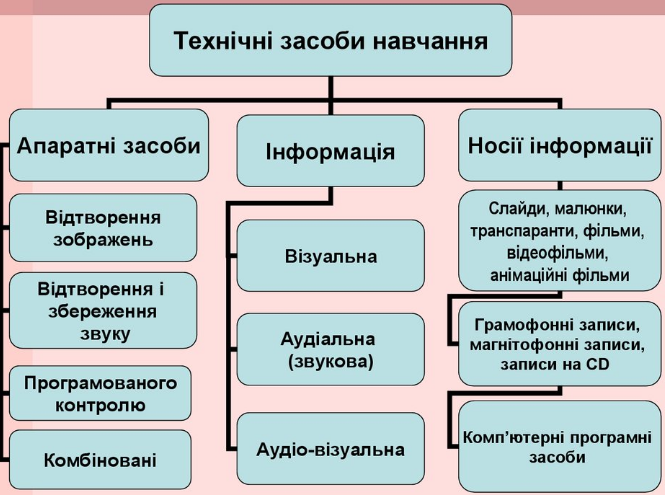 Технічні засоби навчання
Апаратні засоби
Відтворення
зображень
Відтворення і
збереження
звуку
Програмованого
контролю
Комбіновані
Інформація
Візуальна
Аудіальна
(звукова)
Аудіо-візуальна
Носії інформації
Слайди, малюнки,
транспаранти, фільми,
відеофільми,
анімаційні фільми
Грамофонні записи,
магнітофонні записи,
записи на CD
Комп'ютерні програмні
засоби